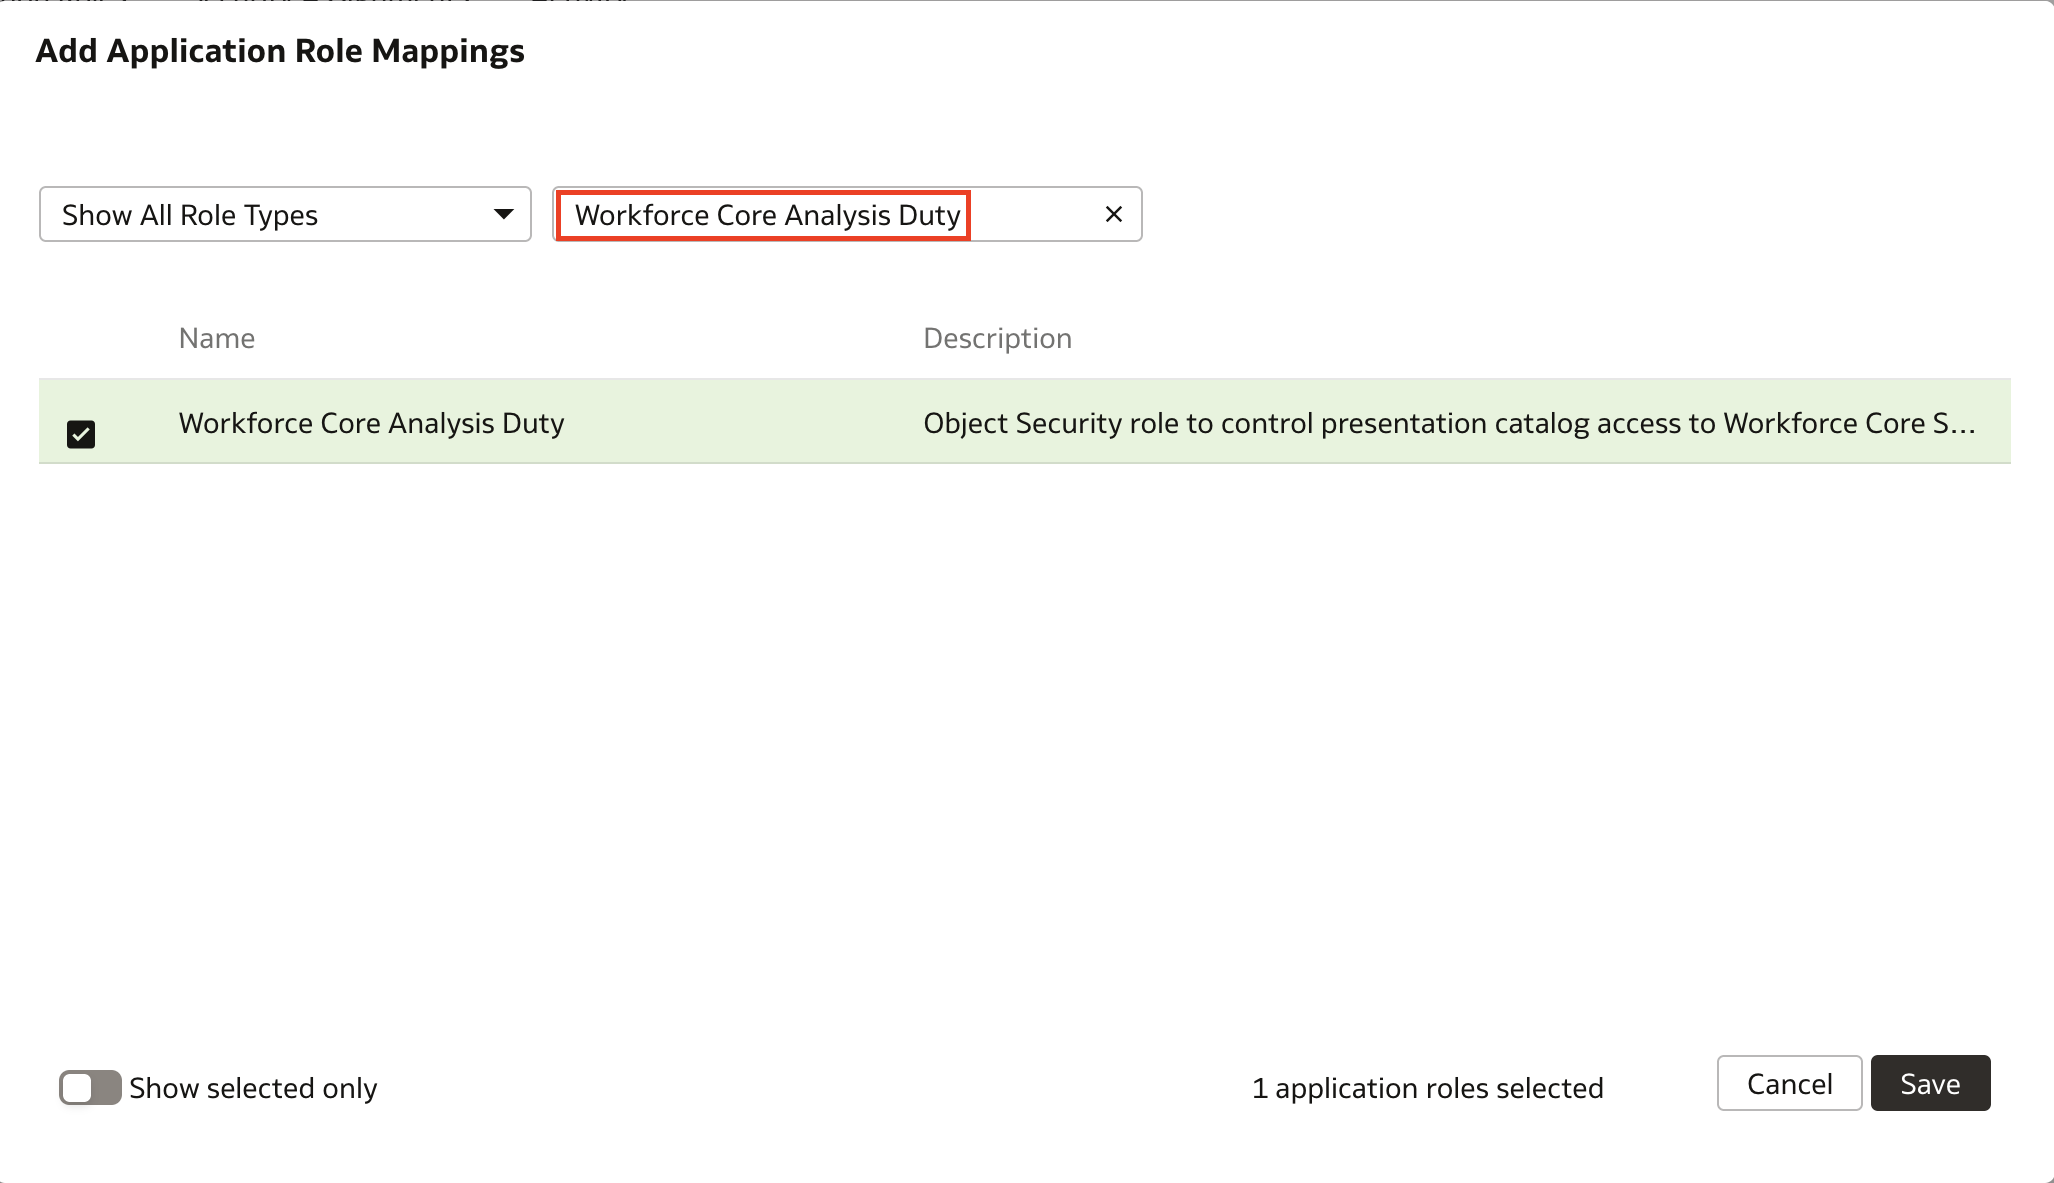 Add Application Role Mappings
Show All Role Types
Workforce Core Analysis Duty
Name Description
Workforce Core Analysis Duty Object Security role to control presentation catalog access to Workforce Core S...
Show selected only 1 application roles selected Cancel Save